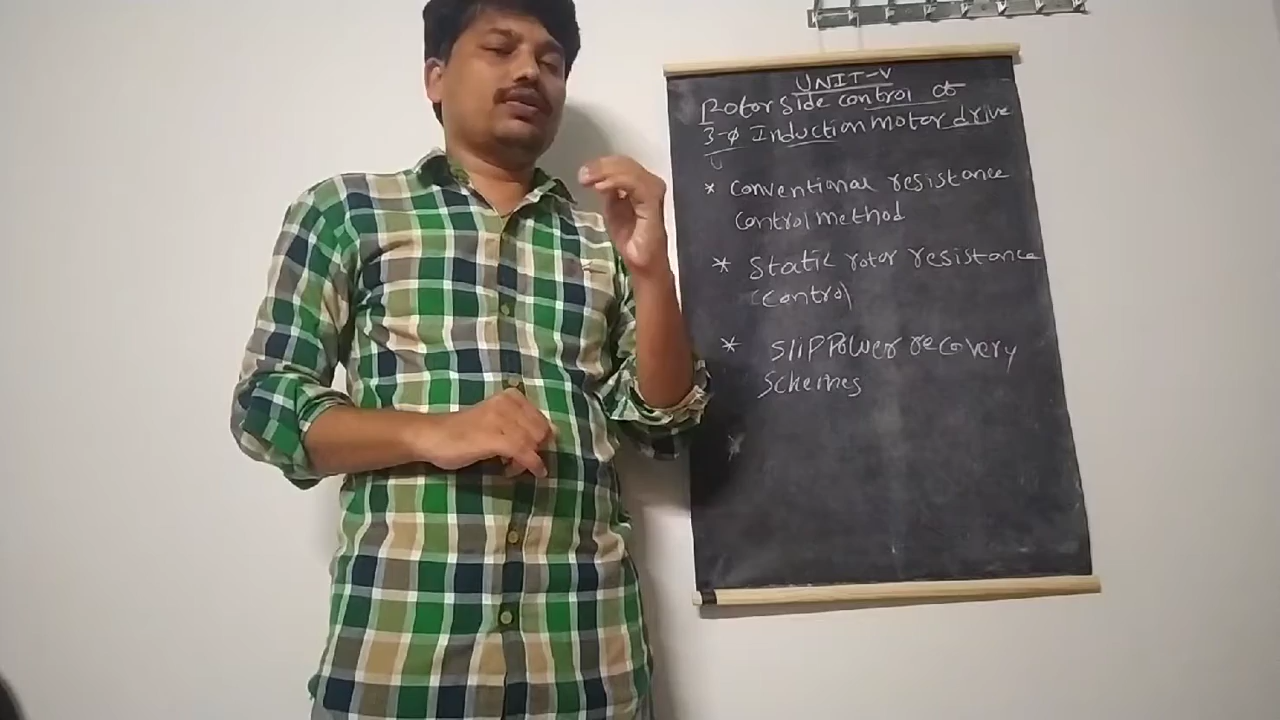 UNIT-V
Rotor side control of
3-φ Induction motor drive
* Conventional resistance
control method
* Static rotor resistance
control
* Slip Power recovery
Schemes
*